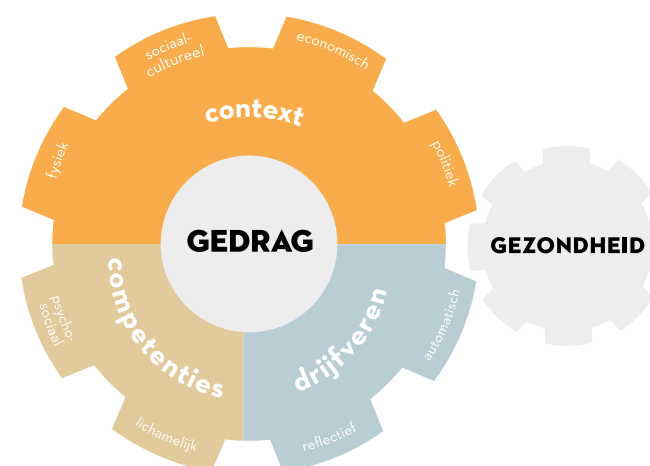 sociaal-
cultureel
economisch
context
fysiek
politiek
GEDRAG
GEZONDHEID
competenties
drijfveren
psycho-
sociaal
automatisch
lichamelijk
reflectief